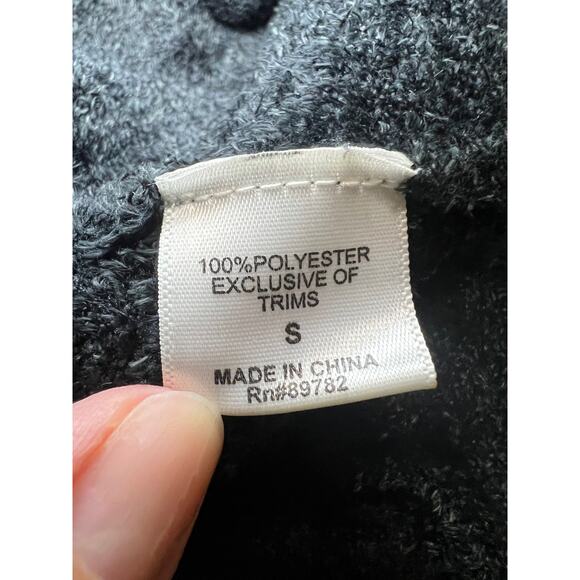 100%POLYESTER
EXCLUSIVE OF
TRIMS
S
MADE IN CHINA
Rn#89782